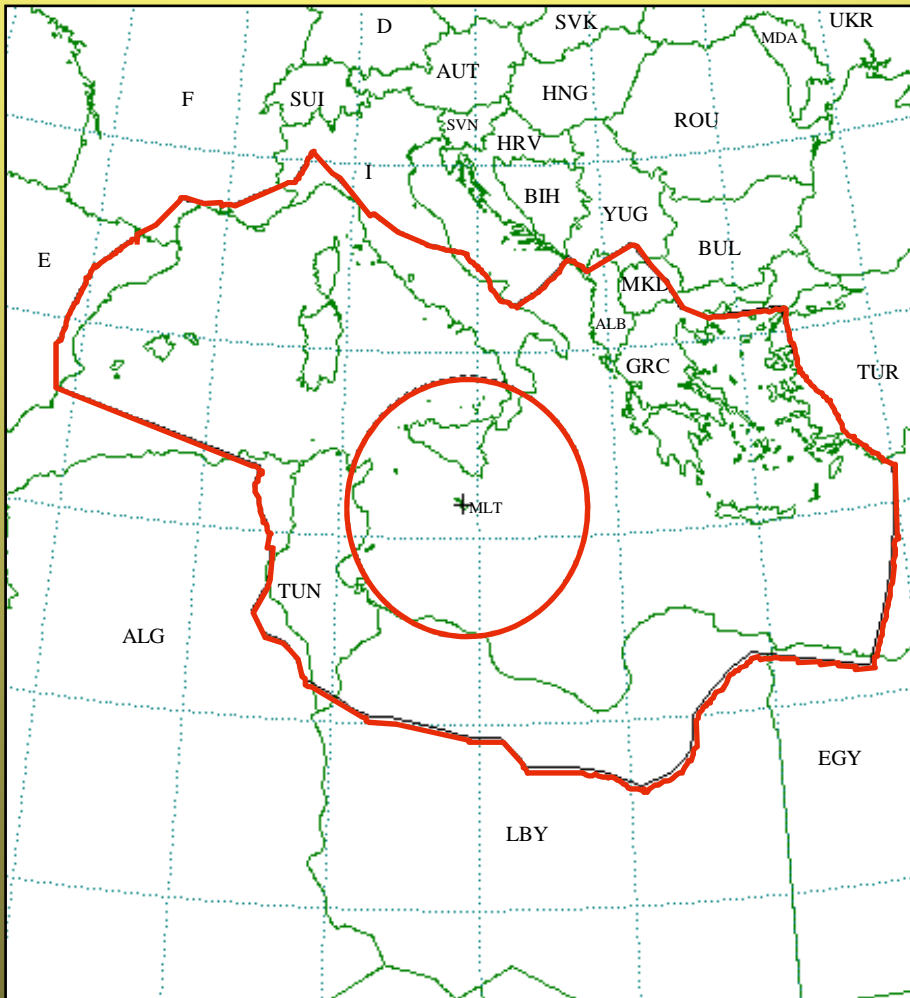 D
SVK
UKR
MDA
AUT
F
SUI
HNG
ROU
SVN
HRV
I
BIH
YUG
BUL
E
MKD
ALB
GRC
TUR
MLT
TUN
ALG
EGY
LBY